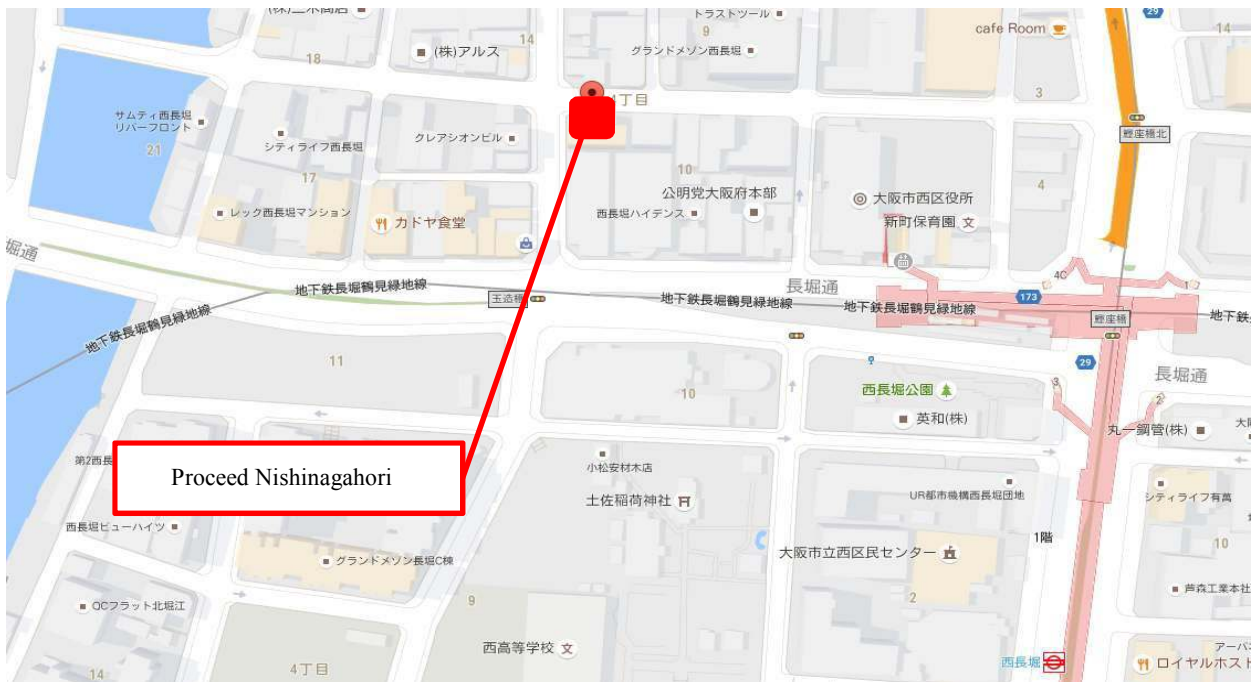 トラストツール
29
14
cafe Room
9
14
(株)アルス
グランドメゾン西長堀
18
丁目
3
サムティ西長堀
リバーフロント
21
シティライフ西長堀
クレアシオンビル
鰹座橋北
10
17
公明党大阪府本部
大阪市西区役所
4
レック西長堀マンション
カドヤ食堂
西長堀ハイデンス
新町保育園
堀通
長堀通
4C
1
地下鉄長堀鶴見緑地線
地下鉄長堀鶴見緑地線
地下鉄長堀鶴見緑地線
地下鉄長堀鶴見緑地線
173
玉造橋
鰹座橋
地下鉄
11
29
長堀通
10
西長堀公園
3
2
英和(株)
丸一鋼管(株)
大阪
Proceed Nishinagahori
第2西長
小松安材木店
土佐稲荷神社
UR都市機構西長堀団地
シティライフ有萬
西長堀ビューハイツ
1階
グランドメゾン長堀C棟
大阪市立西区民センター
10
QCフラット北堀江
9
2
芦森工業本社
西高等学校
アーバ
14
4丁目
西長堀
ロイヤルホスト